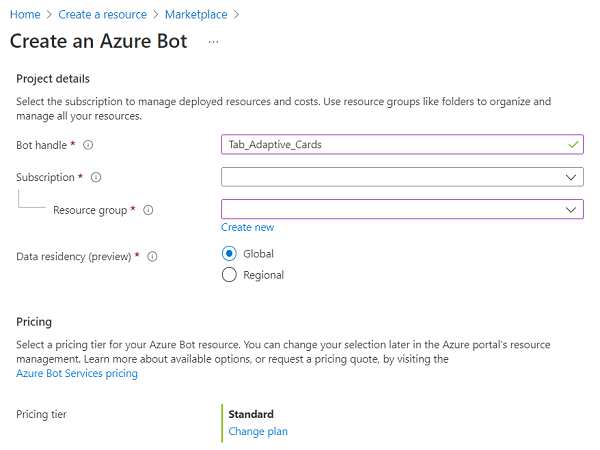 Home > Create a resource > Marketplace >
Create an Azure Bot ...
Project details
Select the subscription to manage deployed resources and costs. Use resource groups like folders to organize and
manage all your resources.
Bot handle *
Tab_Adaptive_Cards
Subscription *
Resource group *
Create new
Data residency (preview) *
Global
Regional
Pricing
Select a pricing tier for your Azure Bot resource. You can change your selection later in the Azure portal's resource
management. Learn more about available options, or request a pricing quote, by visiting the
Azure Bot Services pricing
Pricing tier
Standard
Change plan